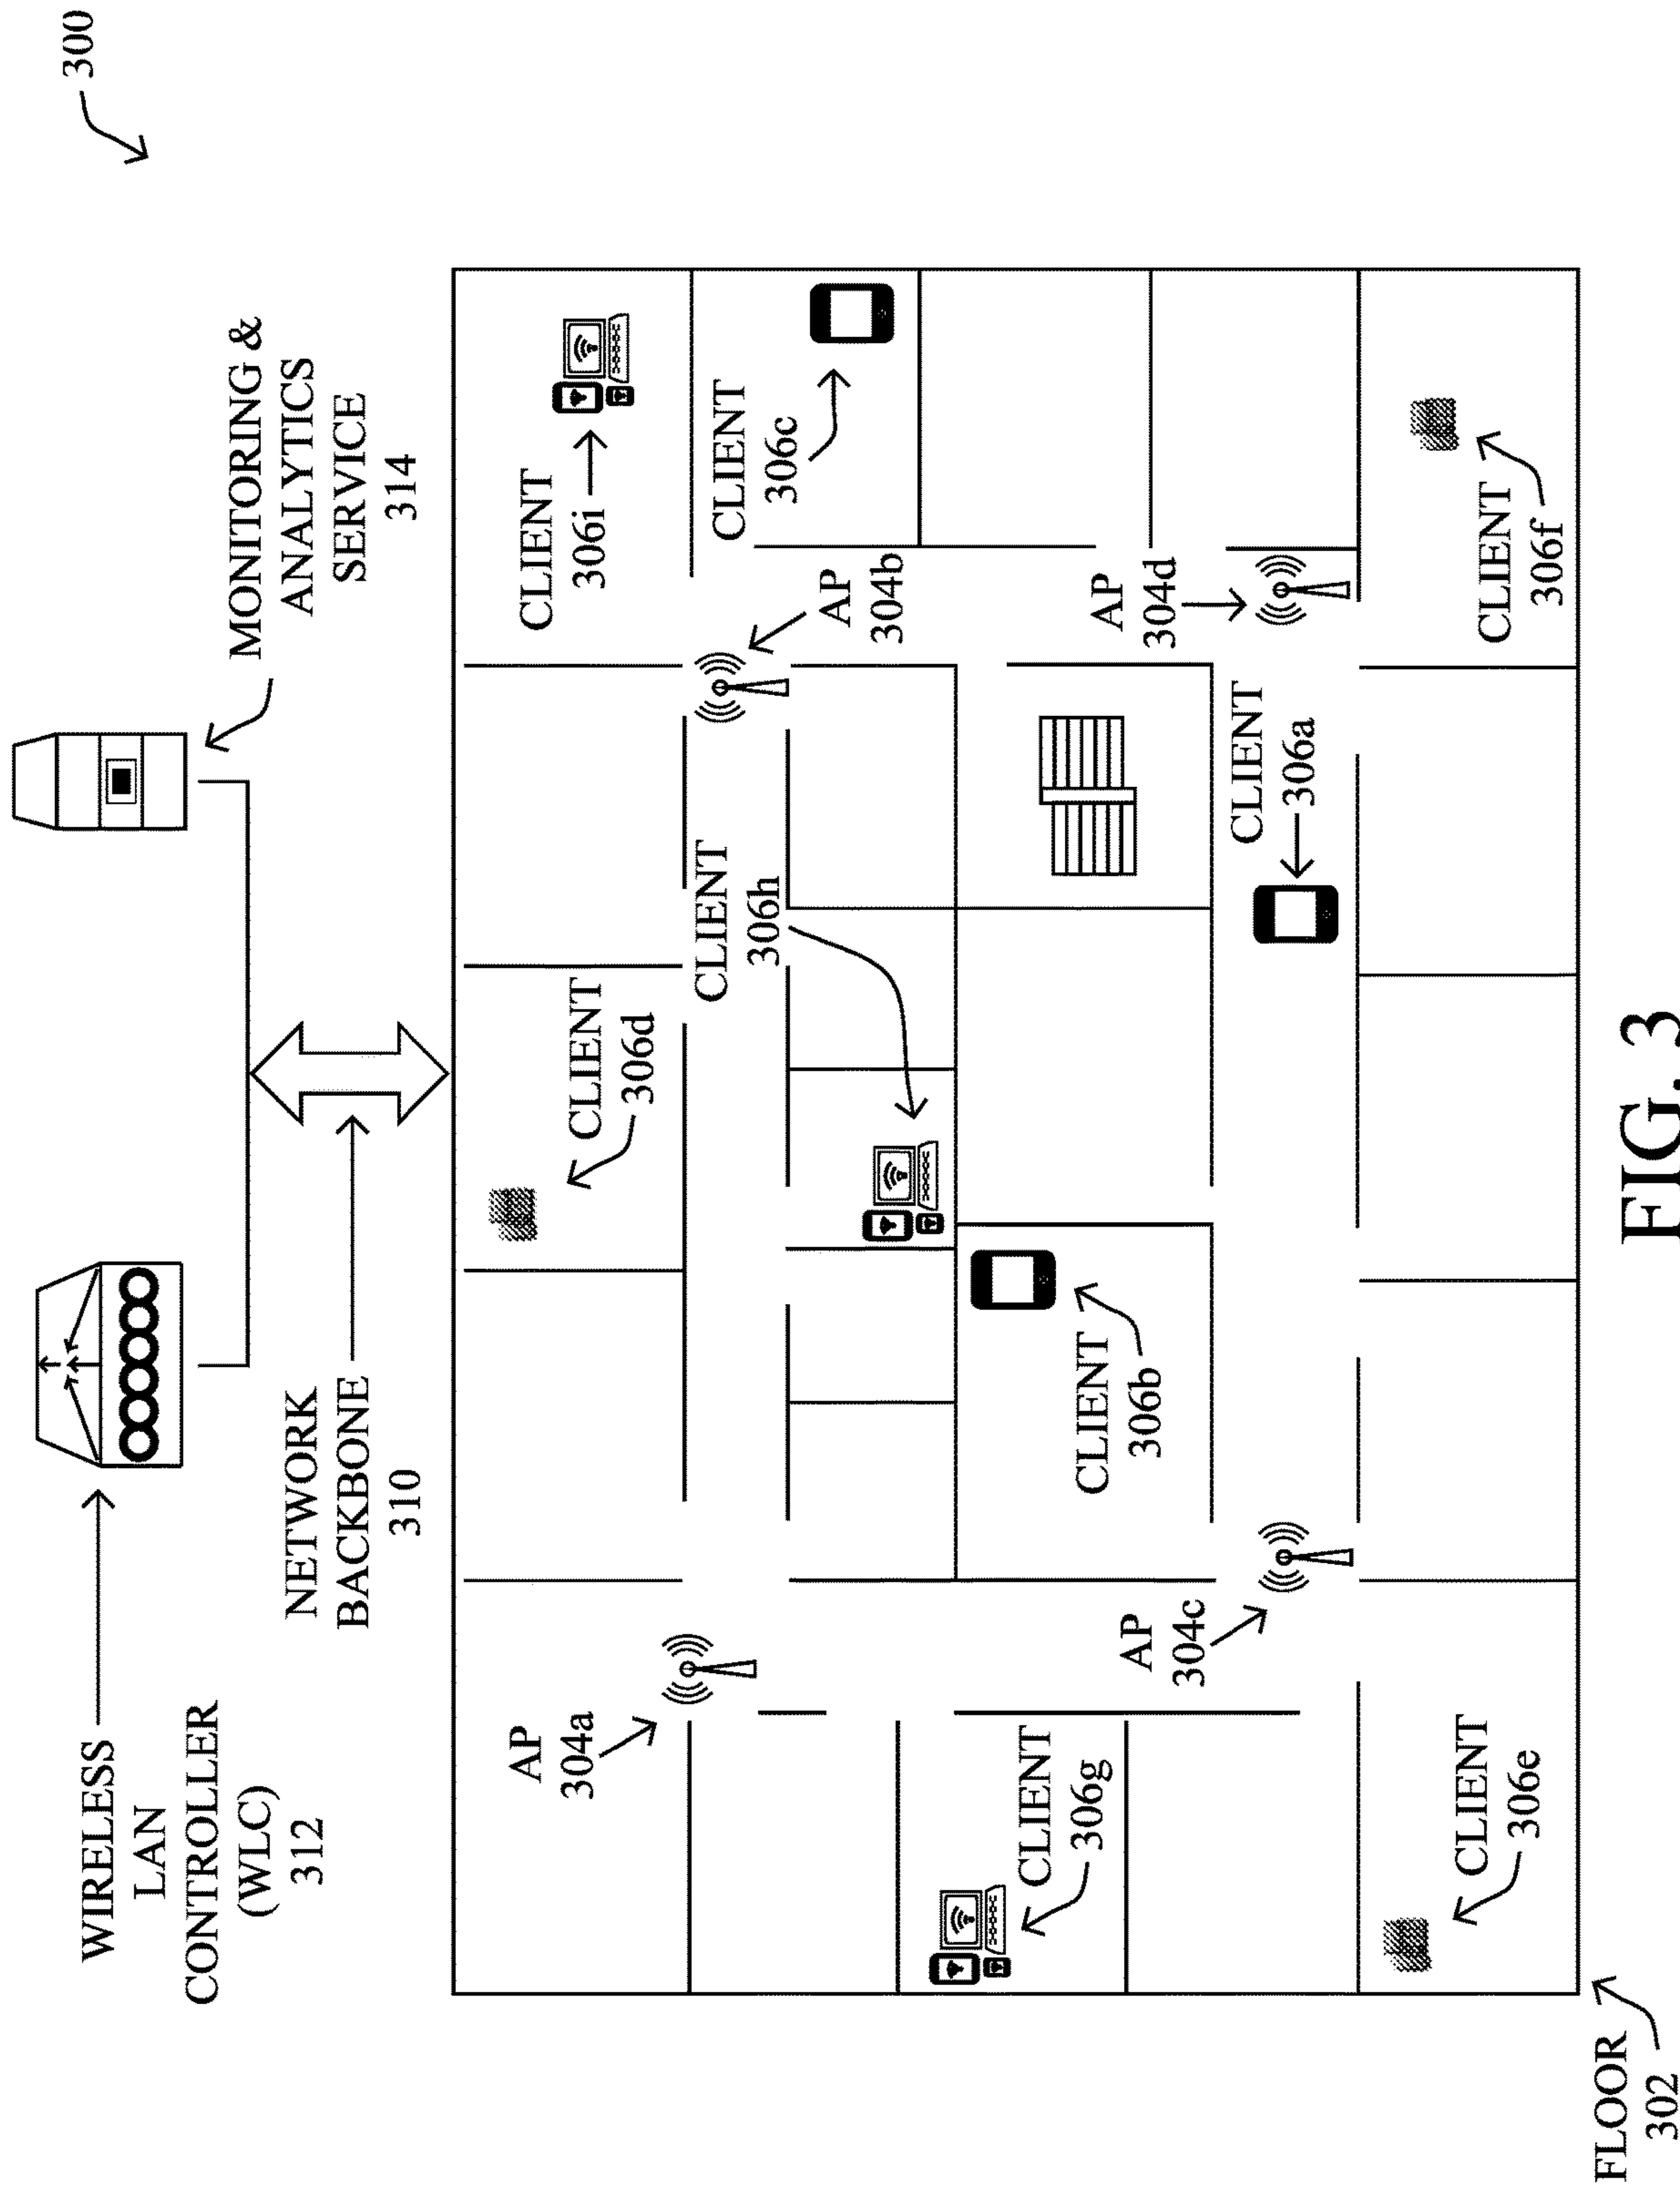 300
WIRELESS
LAN
CONTROLLER
(WLC)
312
MONITORING &
ANALYTICS
SERVICE
314
NETWORK
BACKBONE
310
AP
304a
CLIENT
306d
CLIENT
306i
CLIENT
306h
CLIENT
306c
AP
304b
CLIENT
306g
CLIENT
306b
AP
304c
AP
304d
CLIENT
306a
CLIENT
306e
CLIENT
306f
FLOOR
302
FIG. 3